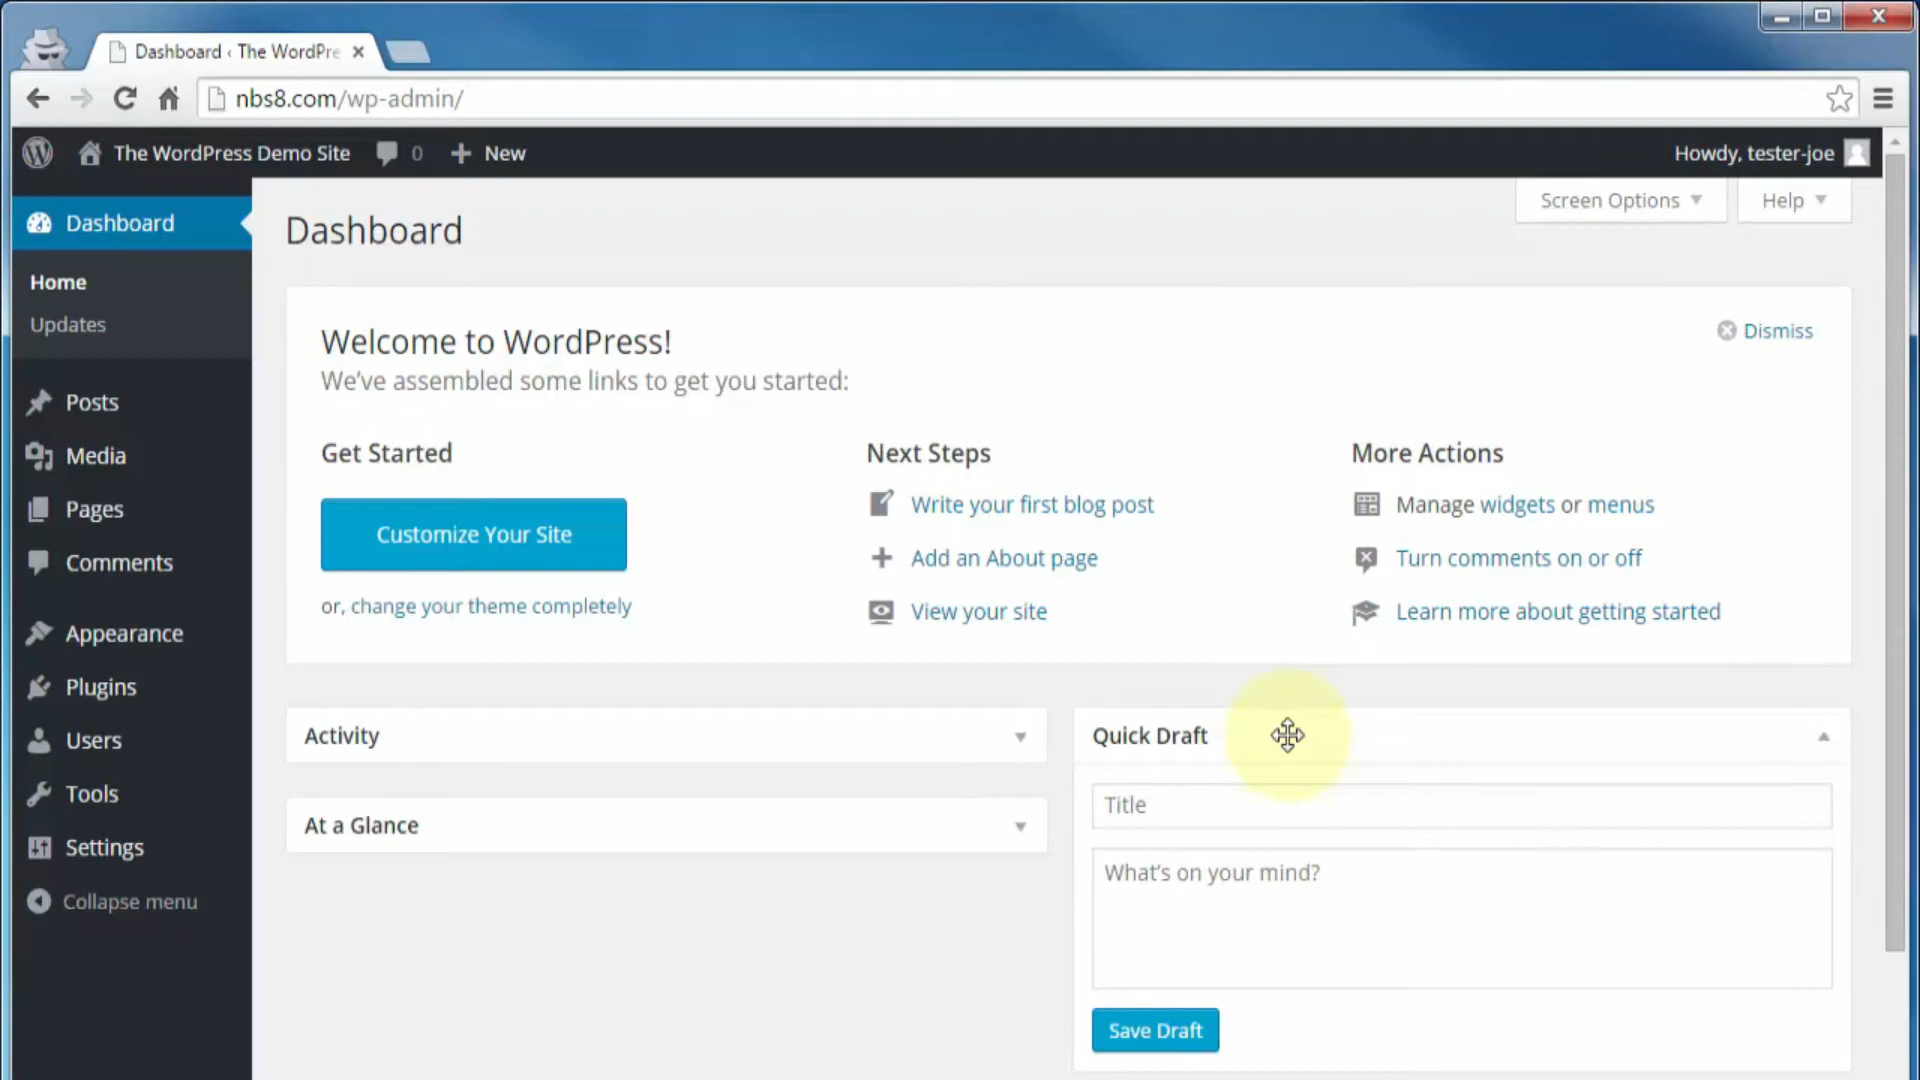 Dashboard ‹ The WordPre
nbs8.com/wp-admin/
The WordPress Demo Site 0 New Howdy, tester-joe
Screen Options Help
Dashboard
Home
Updates
Posts
Media
Pages
Comments
Appearance
Plugins
Users
Tools
Settings
Collapse menu
Dashboard
Welcome to WordPress!
Dismiss
We’ve assembled some links to get you started:
Get Started
Customize Your Site
or, change your theme completely
Next Steps
Write your first blog post
Add an About page
View your site
More Actions
Manage widgets or menus
Turn comments on or off
Learn more about getting started
Activity
At a Glance
Quick Draft
Title
What’s on your mind?
Save Draft